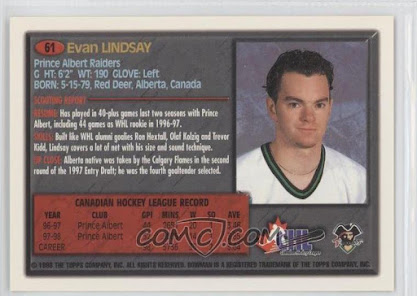 61 Evan LINDSAY
Prince Albert Raiders
G HT: 6'2" WT: 190 GLOVE: Left
BORN: 5-15-79, Red Deer, Alberta, Canada
SCOUTING REPORT
RESUME: Has played in 40-plus games last two seasons with Prince
Albert, including 44 games as WHL rookie in 1996-97.
SKILLS: Built like WHL alumni goalies Ron Hextall, Olaf Kolzig and Trevor
Kidd, Lindsay covers a lot of net with his size and sound technique.
UP CLOSE: Alberta native was taken by the Calgary Flames in the second
round of the 1997 Entry Draft; he was the fourth goaltender selected.
CANADIAN HOCKEY LEAGUE RECORD
YEAR CLUB GP MINS W SO AVE
96-97 Prince Albert 44
97-98 Prince Albert
CAREER
CHL
COMC
© 1998 THE TOPPS COMPANY, INC. ALL RIGHTS RESERVED. BOWMAN IS A REGISTERED TRADEMARK OF THE TOPPS COMPANY, INC.